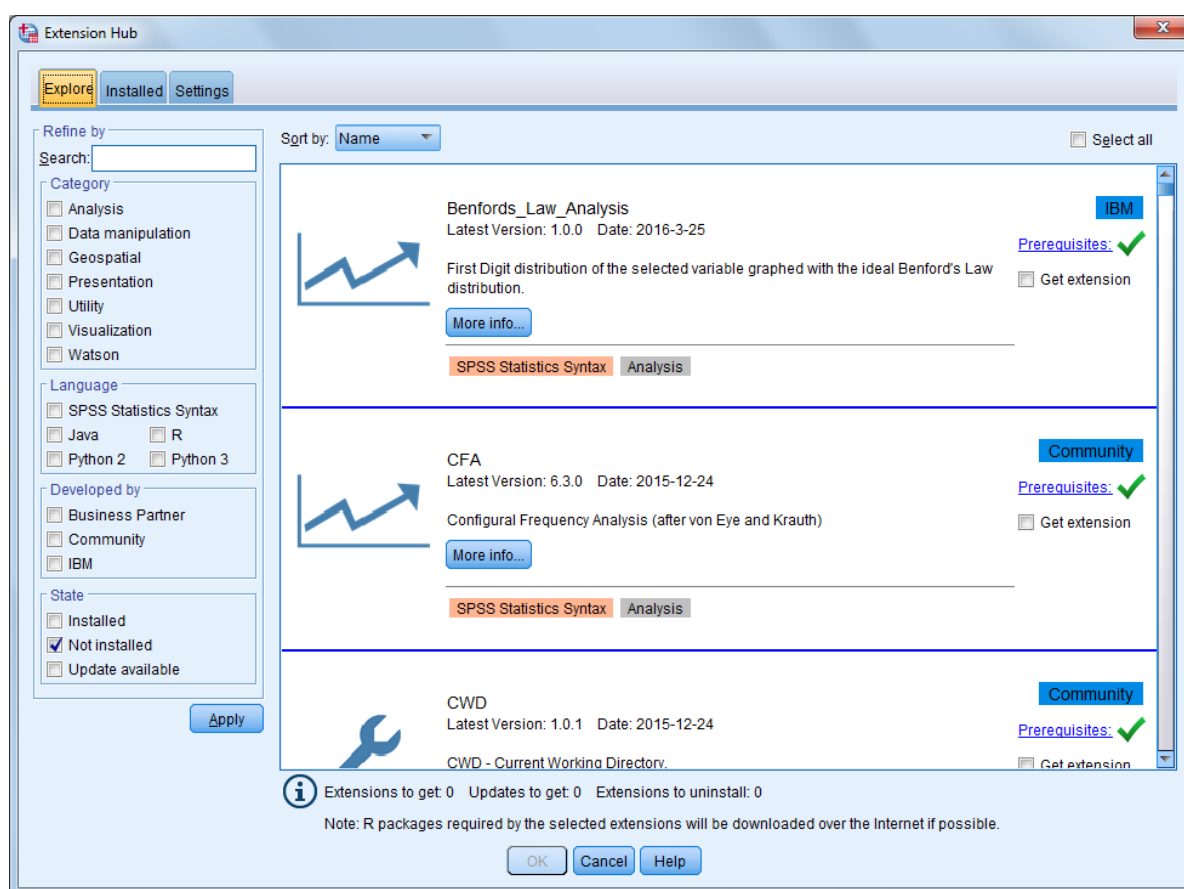 Extension Hub
Explore Installed Settings
Refine by
Search:
Category
Analysis
Data manipulation
Geospatial
Presentation
Utility
Visualization
Watson
Language
SPSS Statistics Syntax
Java R
Python 2 Python 3
Developed by
Business Partner
Community
IBM
State
Installed
Not installed
Update available
Apply
Sort by: Name
Select all
Benfords_Law_Analysis
IBM
Latest Version: 1.0.0 Date: 2016-3-25
Prerequisites:
First Digit distribution of the selected variable graphed with the ideal Benford's Law
distribution.
Get extension
More info...
SPSS Statistics Syntax Analysis
CFA
Community
Latest Version: 6.3.0 Date: 2015-12-24
Prerequisites:
Configural Frequency Analysis (after von Eye and Krauth)
Get extension
More info...
SPSS Statistics Syntax Analysis
CWD
Community
Latest Version: 1.0.1 Date: 2015-12-24
Prerequisites:
CWD - Current Working Directory.
Get extension
Extensions to get: 0 Updates to get: 0 Extensions to uninstall: 0
Note: R packages required by the selected extensions will be downloaded over the Internet if possible.
OK Cancel Help